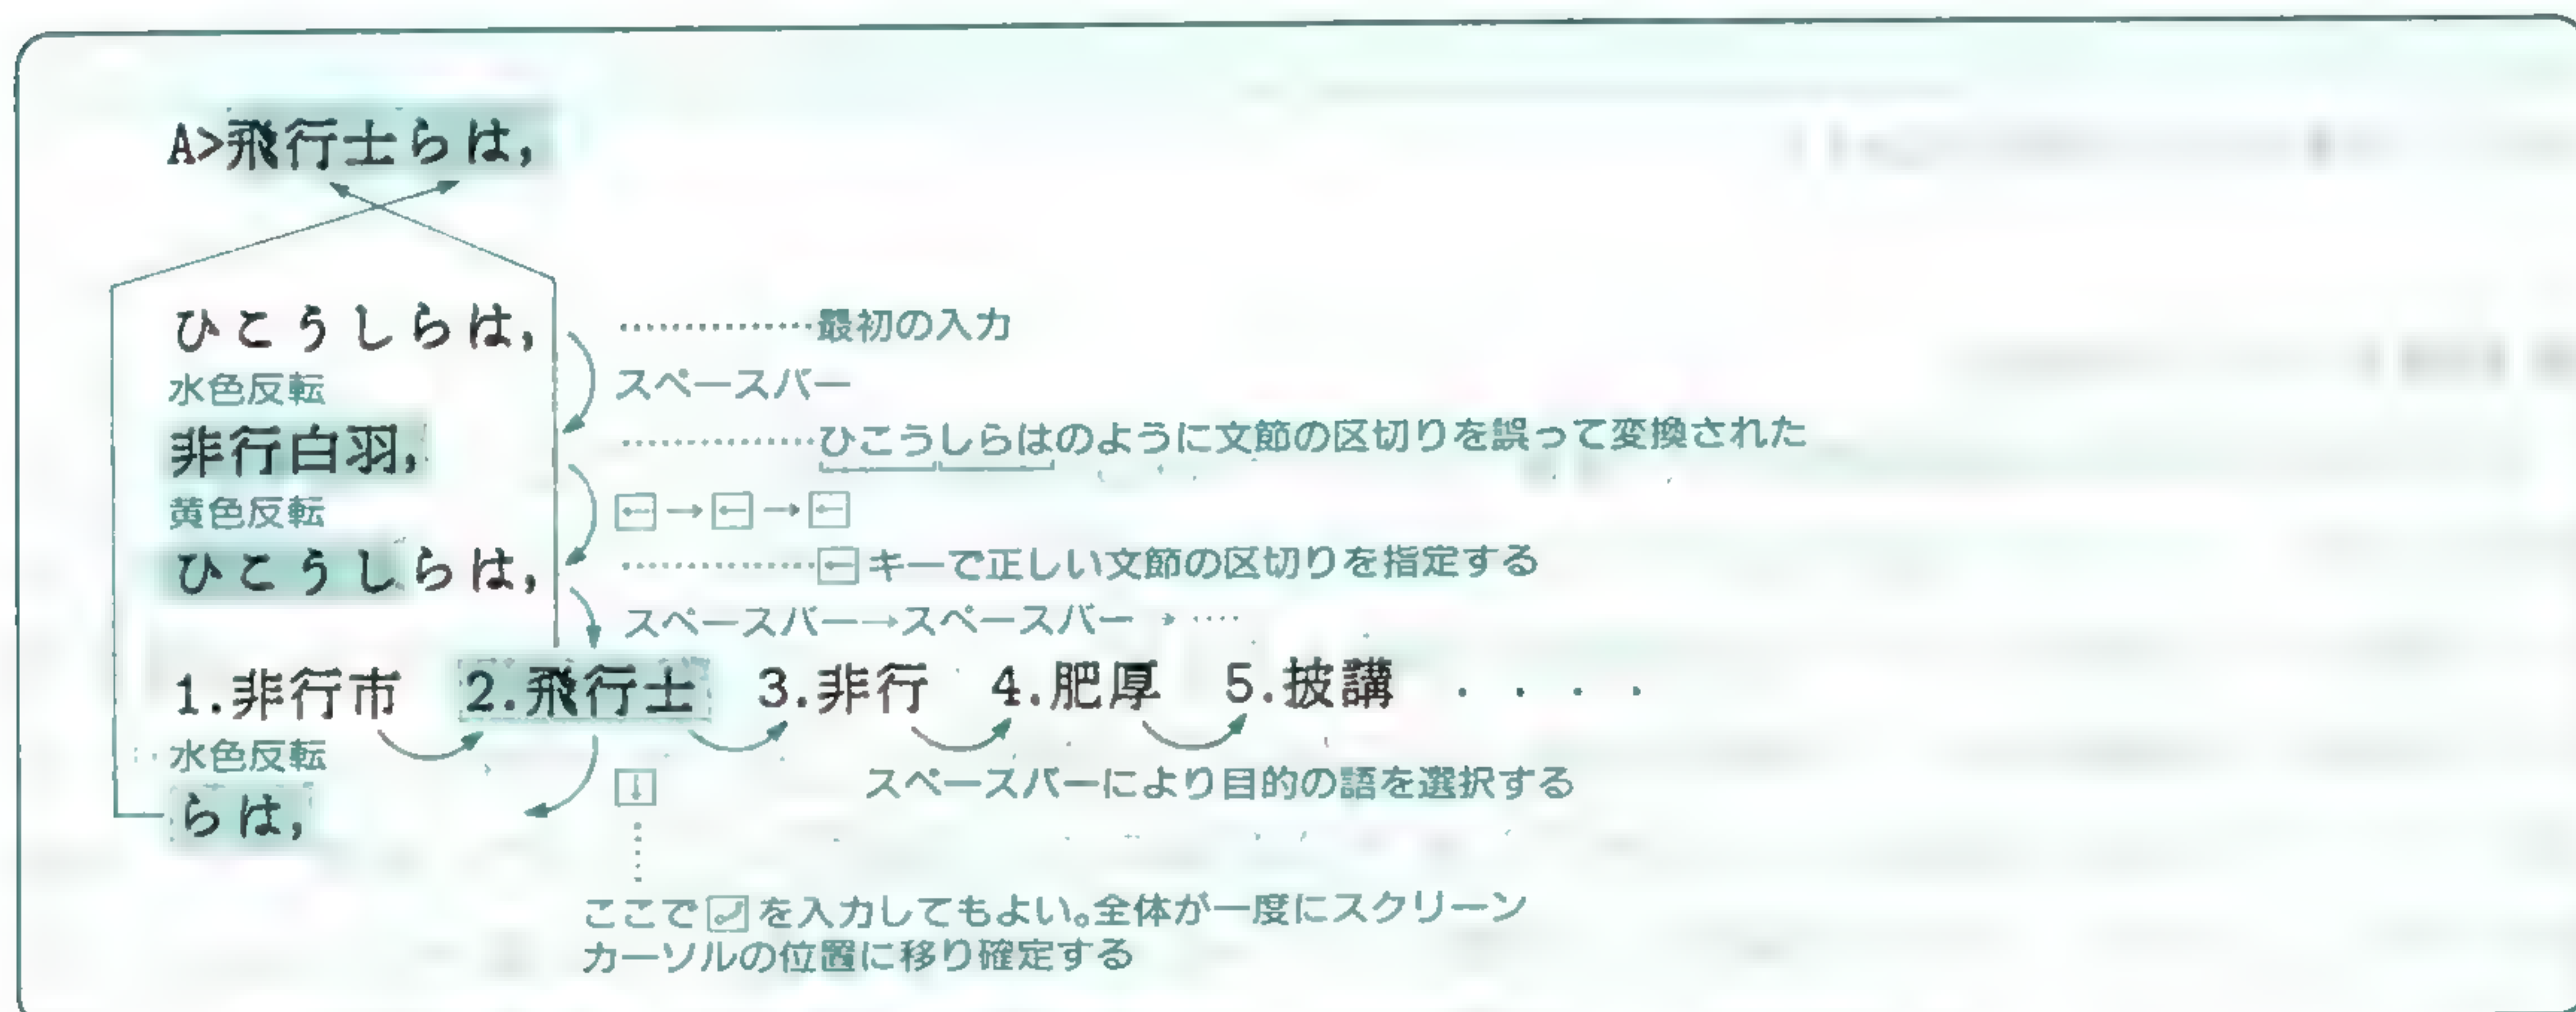 A>飛行士らは,
ひこうしらは, …………最初の入力
水色反転 スペースバー
非行白羽, …………ひこうしらはのように文節の区切りを誤って変換された
黄色反転 ←→←→←
ひこうしらは, …………←キーで正しい文節の区切りを指定する
スペースバー→スペースバー→‥‥
1.非行市 2.飛行士 3.非行 4.肥厚 5.披講 ・・・・
水色反転 ↓ スペースバーにより目的の語を選択する
らは,
ここで⏎を入力してもよい。全体が一度にスクリーン
カーソルの位置に移り確定する